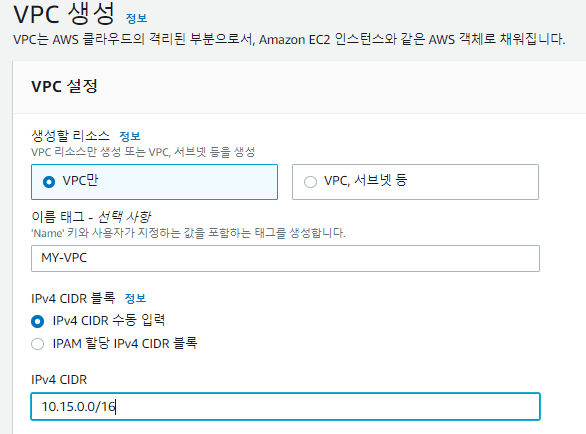 VPC 생성 정보
VPC는 AWS 클라우드의 격리된 부분으로서, Amazon EC2 인스턴스와 같은 AWS 객체로 채워집니다.
VPC 설정
생성할 리소스 정보
VPC 리소스만 생성 또는 VPC, 서브넷 등을 생성
VPC만 VPC, 서브넷 등
이름 태그 - 선택 사항
'Name' 키와 사용자가 지정하는 값을 포함하는 태그를 생성합니다.
MY-VPC
IPv4 CIDR 블록 정보
IPv4 CIDR 수동 입력
IPAM 할당 IPv4 CIDR 블록
IPv4 CIDR
10.15.0.0/16